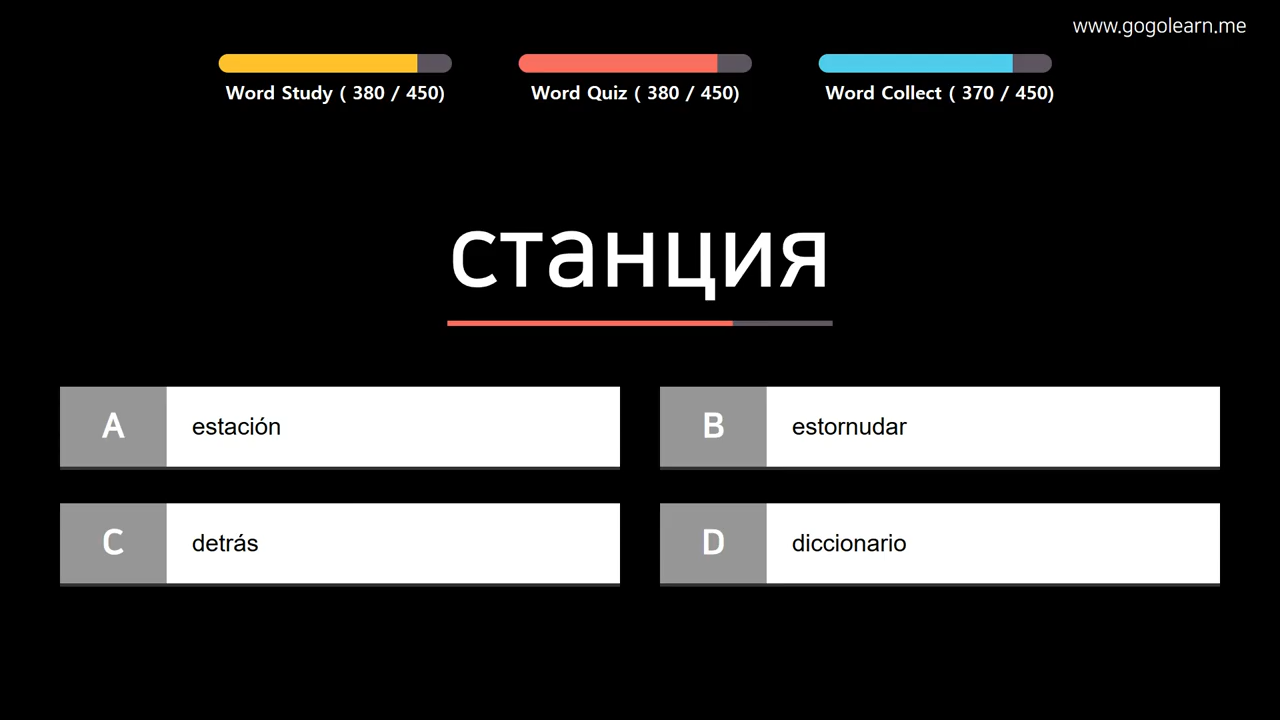 www.gogolearn.me
Word Study ( 380 / 450)
Word Quiz ( 380 / 450)
Word Collect ( 370 / 450)
станция
A estación
B estornudar
C detrás
D diccionario